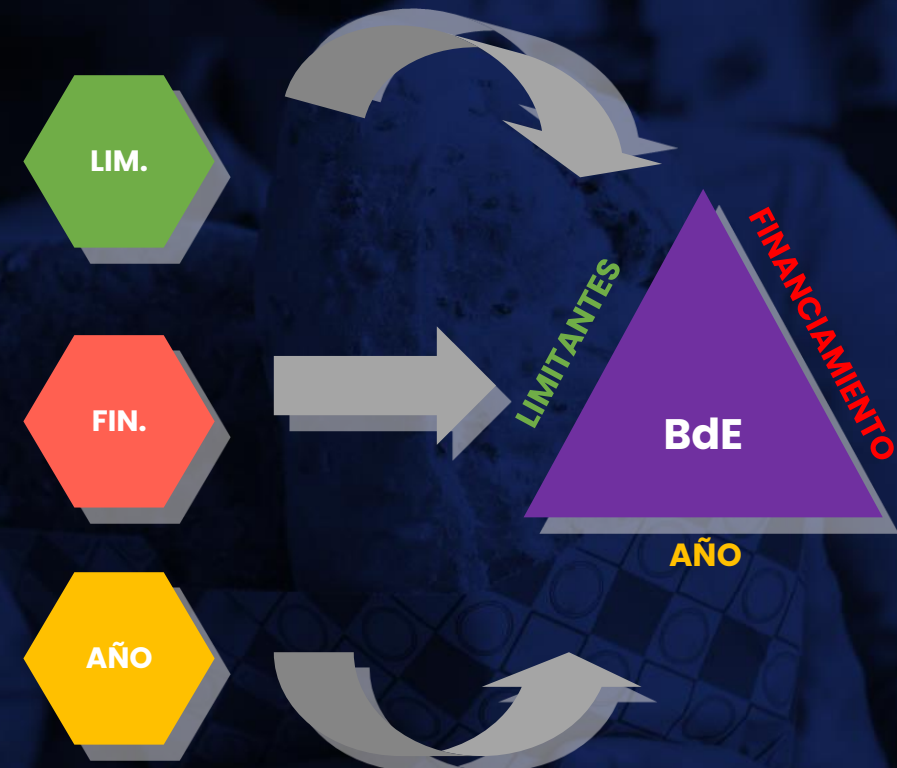 LIM.
FIN.
AÑO
LIMITANTES
FINANCIAMIENTO
BdE
AÑO